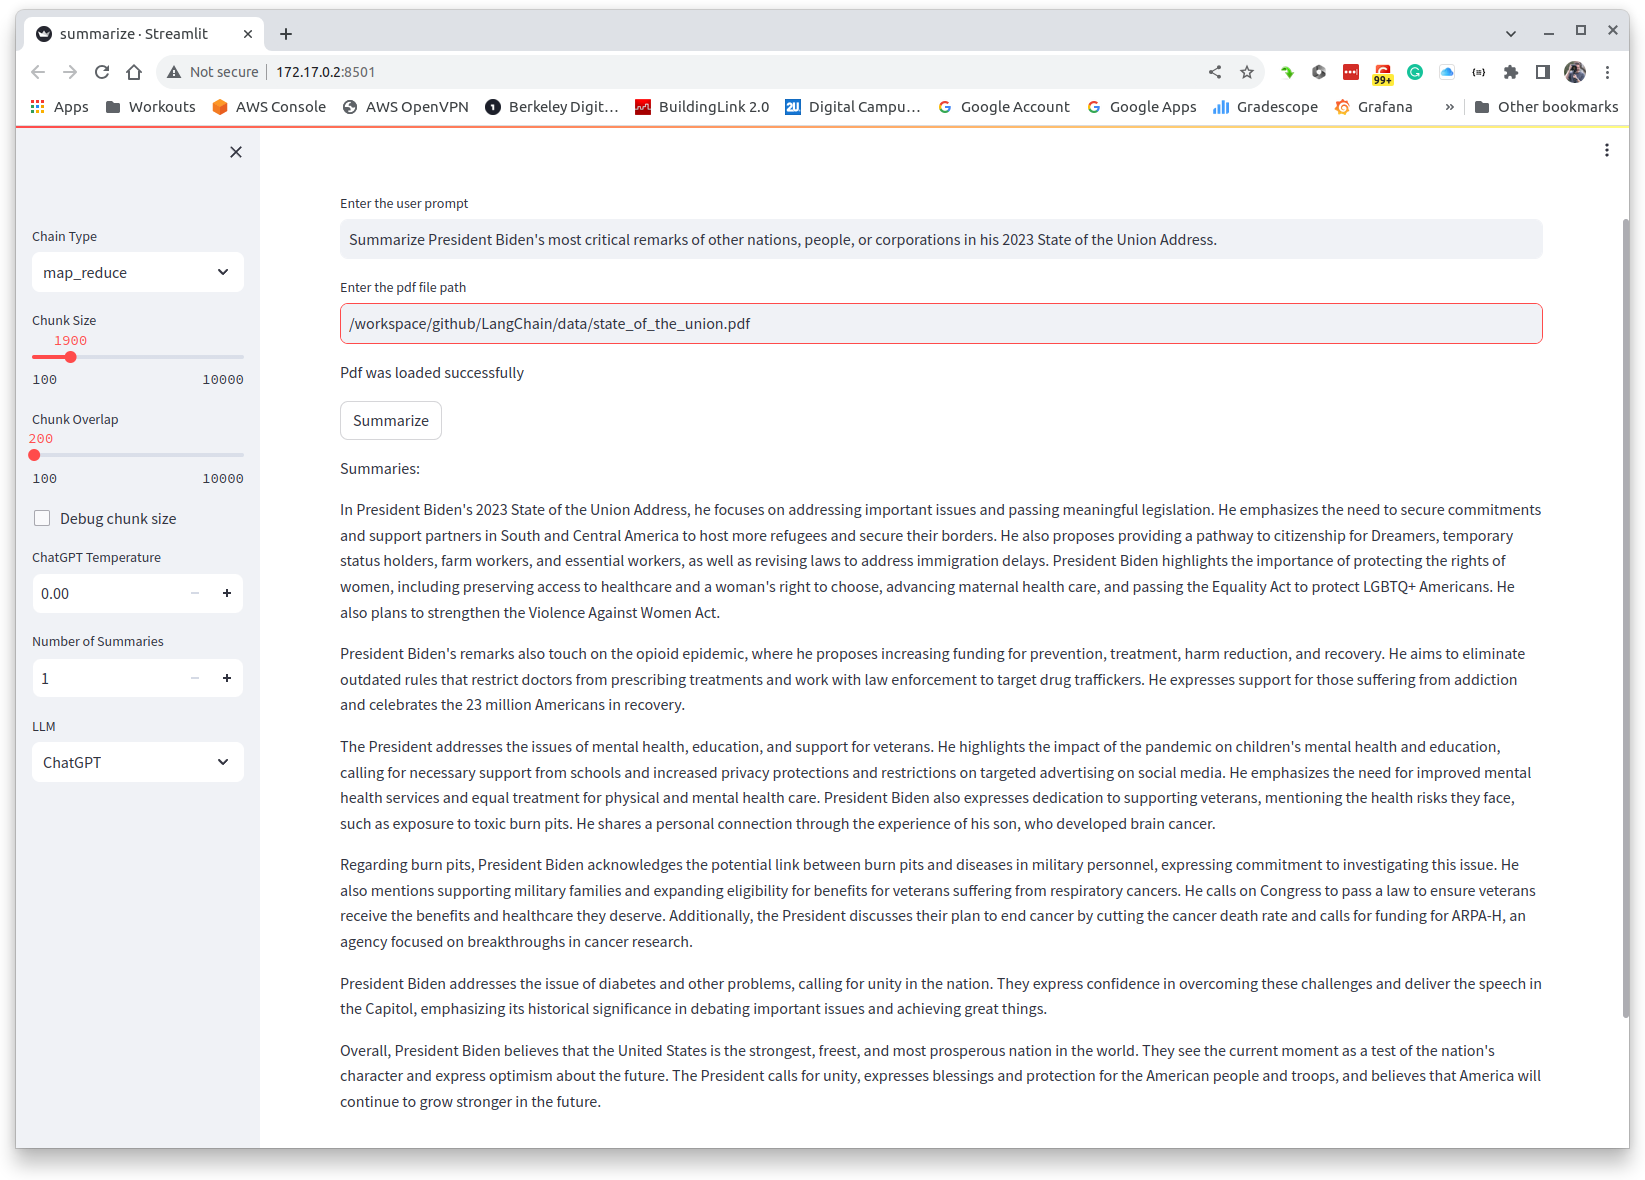 summarize · Streamlit
Not secure
172.17.0.2:8501
99+
Apps
Workouts
AWS Console
AWS OpenVPN
Berkeley Digit...
BuildingLink 2.0
Digital Campu...
Google Account
Google Apps
Gradescope
Grafana
»
Other bookmarks
Chain Type
map_reduce
Chunk Size
1900
100 10000
Chunk Overlap
200
100 10000
Debug chunk size
ChatGPT Temperature
0.00
Number of Summaries
1
LLM
ChatGPT
Enter the user prompt
Summarize President Biden's most critical remarks of other nations, people, or corporations in his 2023 State of the Union Address.
Enter the pdf file path
/workspace/github/LangChain/data/state_of_the_union.pdf
Pdf was loaded successfully
Summarize
Summaries:
In President Biden's 2023 State of the Union Address, he focuses on addressing important issues and passing meaningful legislation. He emphasizes the need to secure commitments
and support partners in South and Central America to host more refugees and secure their borders. He also proposes providing a pathway to citizenship for Dreamers, temporary
status holders, farm workers, and essential workers, as well as revising laws to address immigration delays. President Biden highlights the importance of protecting the rights of
women, including preserving access to healthcare and a woman's right to choose, advancing maternal health care, and passing the Equality Act to protect LGBTQ+ Americans. He
also plans to strengthen the Violence Against Women Act.
President Biden's remarks also touch on the opioid epidemic, where he proposes increasing funding for prevention, treatment, harm reduction, and recovery. He aims to eliminate
outdated rules that restrict doctors from prescribing treatments and work with law enforcement to target drug traffickers. He expresses support for those suffering from addiction
and celebrates the 23 million Americans in recovery.
The President addresses the issues of mental health, education, and support for veterans. He highlights the impact of the pandemic on children's mental health and education,
calling for necessary support from schools and increased privacy protections and restrictions on targeted advertising on social media. He emphasizes the need for improved mental
health services and equal treatment for physical and mental health care. President Biden also expresses dedication to supporting veterans, mentioning the health risks they face,
such as exposure to toxic burn pits. He shares a personal connection through the experience of his son, who developed brain cancer.
Regarding burn pits, President Biden acknowledges the potential link between burn pits and diseases in military personnel, expressing commitment to investigating this issue. He
also mentions supporting military families and expanding eligibility for benefits for veterans suffering from respiratory cancers. He calls on Congress to pass a law to ensure veterans
receive the benefits and healthcare they deserve. Additionally, the President discusses their plan to end cancer by cutting the cancer death rate and calls for funding for ARPA-H, an
agency focused on breakthroughs in cancer research.
President Biden addresses the issue of diabetes and other problems, calling for unity in the nation. They express confidence in overcoming these challenges and deliver the speech in
the Capitol, emphasizing its historical significance in debating important issues and achieving great things.
Overall, President Biden believes that the United States is the strongest, freest, and most prosperous nation in the world. They see the current moment as a test of the nation's
character and express optimism about the future. The President calls for unity, expresses blessings and protection for the American people and troops, and believes that America will
continue to grow stronger in the future.